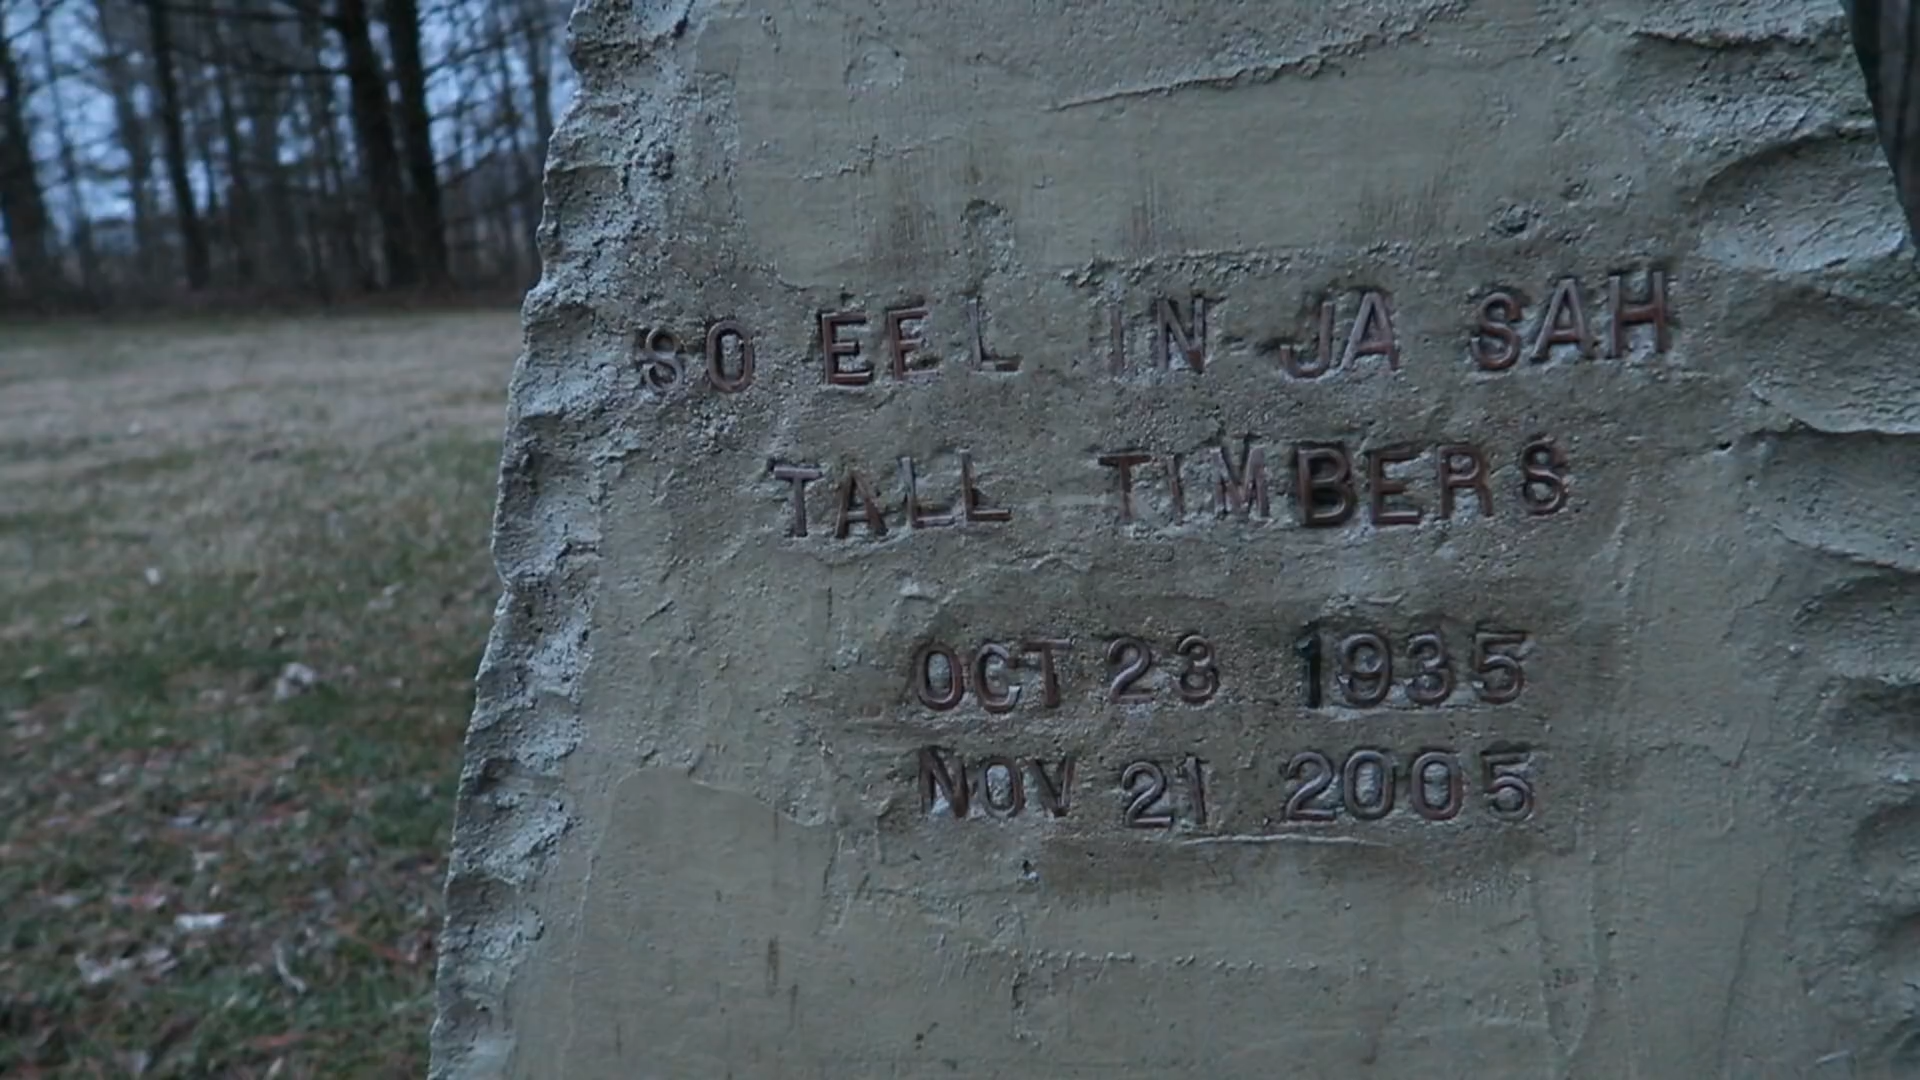 SO EEL IN JA SAH
TALL TIMBERS
OCT 23 1935
NOV 21 2005